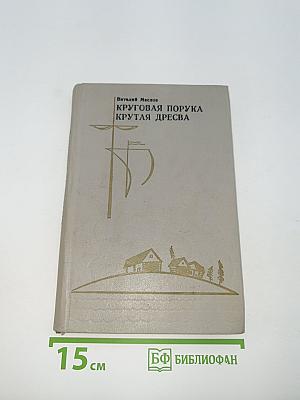 Виталий Маслов
КРУГОВАЯ ПОРУКА
КРУТАЯ ДРЕСВА
15 см
БФ БИБЛИОФАН